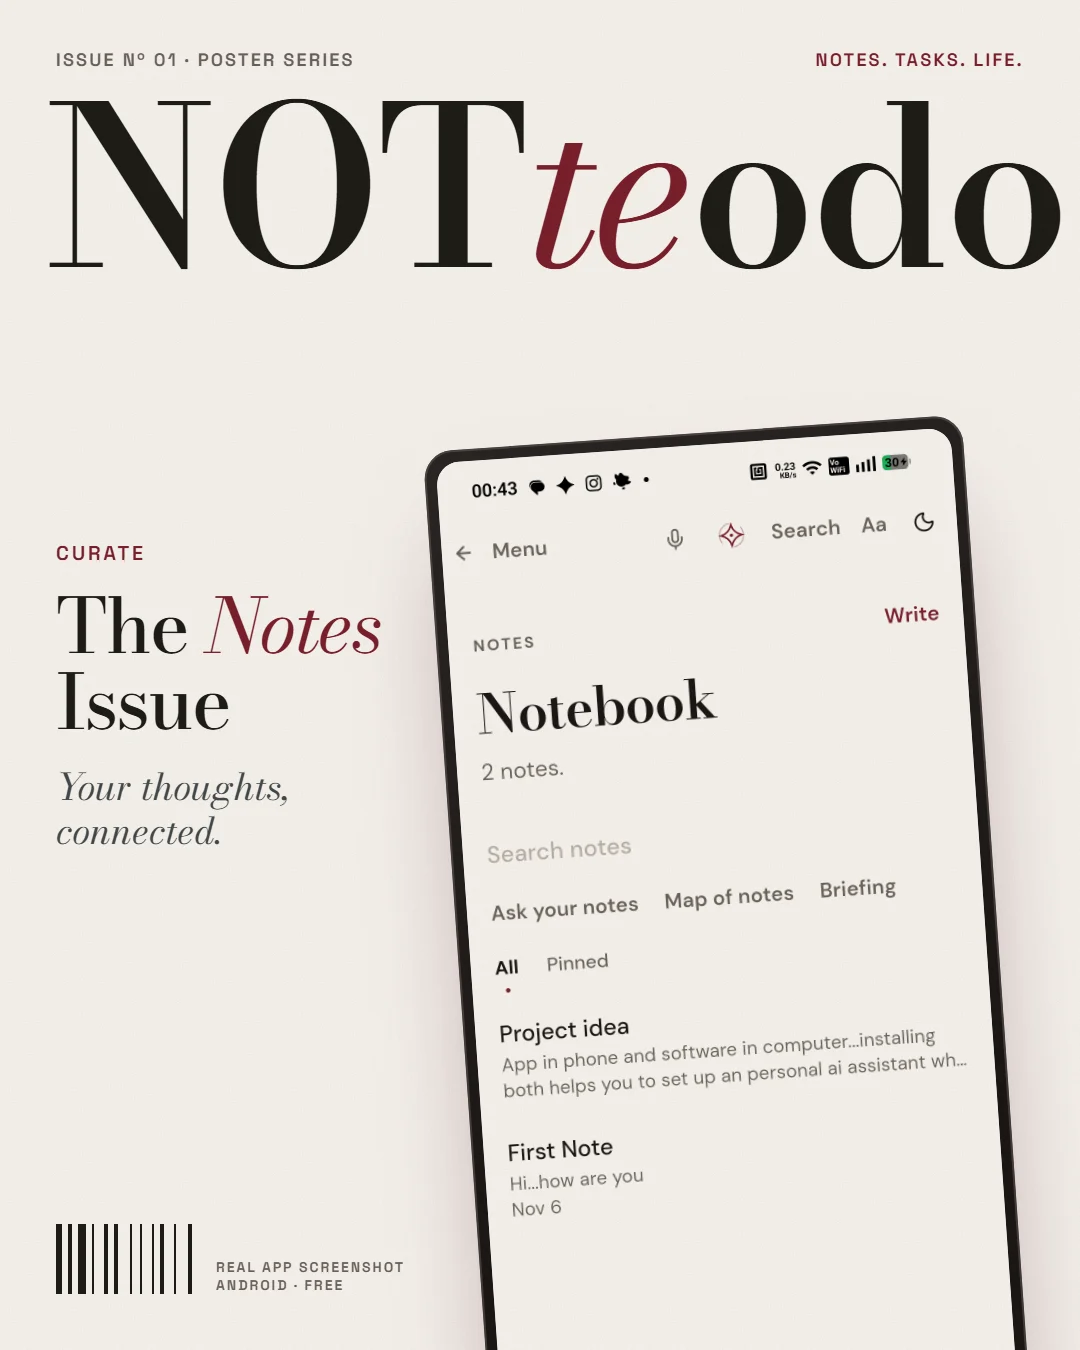 ISSUE Nº 01 · POSTER SERIES
NOTES. TASKS. LIFE.
NOTteodo
CURATE
The Notes
Issue
Your thoughts,
connected.
00:43
0.23
KB/s
Vo
WiFi
30
Menu
Search
Aa
Write
NOTES
Notebook
2 notes.
Search notes
Ask your notes Map of notes Briefing
All Pinned
Project idea
App in phone and software in computer...installing
both helps you to set up an personal ai assistant wh...
First Note
Hi...how are you
Nov 6
REAL APP SCREENSHOT
ANDROID · FREE